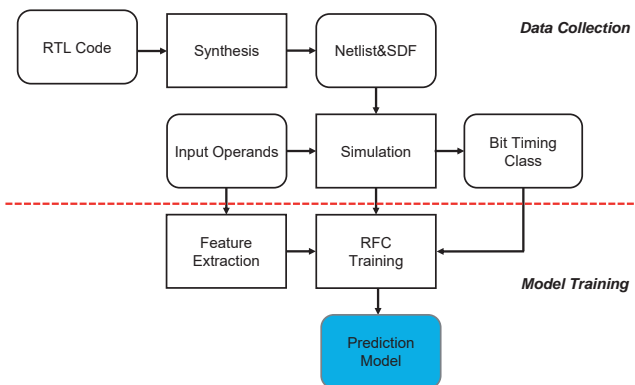 Data Collection
RTL Code
Synthesis
Netlist&SDF
Input Operands
Simulation
Bit Timing
Class
Feature
Extraction
RFC
Training
Model Training
Prediction
Model